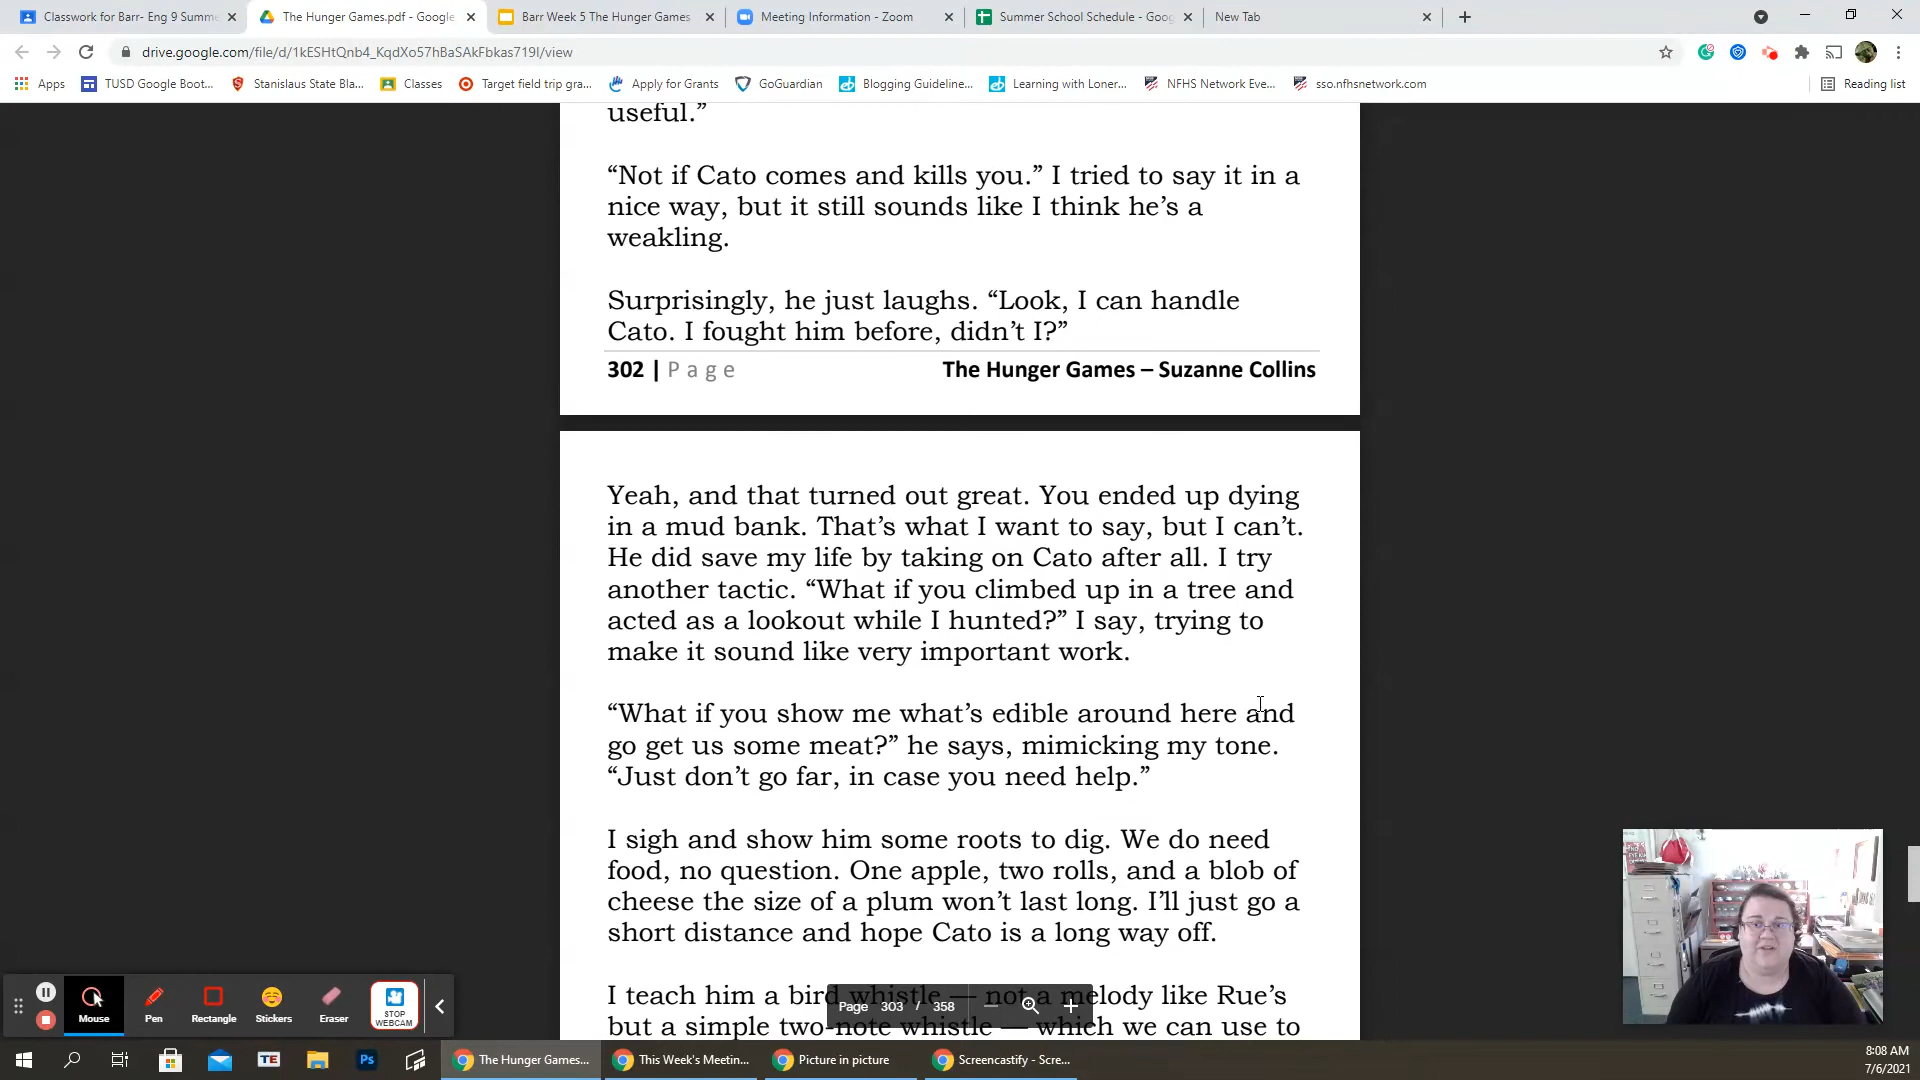 Classwork for Barr- Eng 9 Summe
The Hunger Games.pdf - Google
Barr Week 5 The Hunger Games
Meeting Information - Zoom
Summer School Schedule - Goog
New Tab
drive.google.com/file/d/1kESHtQnb4_KqdXo57hBaSAkFbkas719I/view
Apps
TUSD Google Boot...
Stanislaus State Bla...
Classes
Target field trip gra...
Apply for Grants
GoGuardian
Blogging Guideline...
Learning with Loner...
NFHS Network Eve...
sso.nfhsnetwork.com
Reading list
useful.”
“Not if Cato comes and kills you.” I tried to say it in a
nice way, but it still sounds like I think he’s a
weakling.
Surprisingly, he just laughs. “Look, I can handle
Cato. I fought him before, didn’t I?”
302 | Page
The Hunger Games – Suzanne Collins
Yeah, and that turned out great. You ended up dying
in a mud bank. That’s what I want to say, but I can’t.
He did save my life by taking on Cato after all. I try
another tactic. “What if you climbed up in a tree and
acted as a lookout while I hunted?” I say, trying to
make it sound like very important work.
“What if you show me what’s edible around here and
go get us some meat?” he says, mimicking my tone.
“Just don’t go far, in case you need help.”
I sigh and show him some roots to dig. We do need
food, no question. One apple, two rolls, and a blob of
cheese the size of a plum won’t last long. I’ll just go a
short distance and hope Cato is a long way off.
I teach him a bird whistle — not a melody like Rue’s
but a simple two-note whistle — which we can use to
Page 303 / 358
Mouse
Pen
Rectangle
Stickers
Eraser
STOP
WEBCAM
TE
Ps
The Hunger Games...
This Week's Meetin...
Picture in picture
Screencastify - Scre...
8:08 AM
7/6/2021